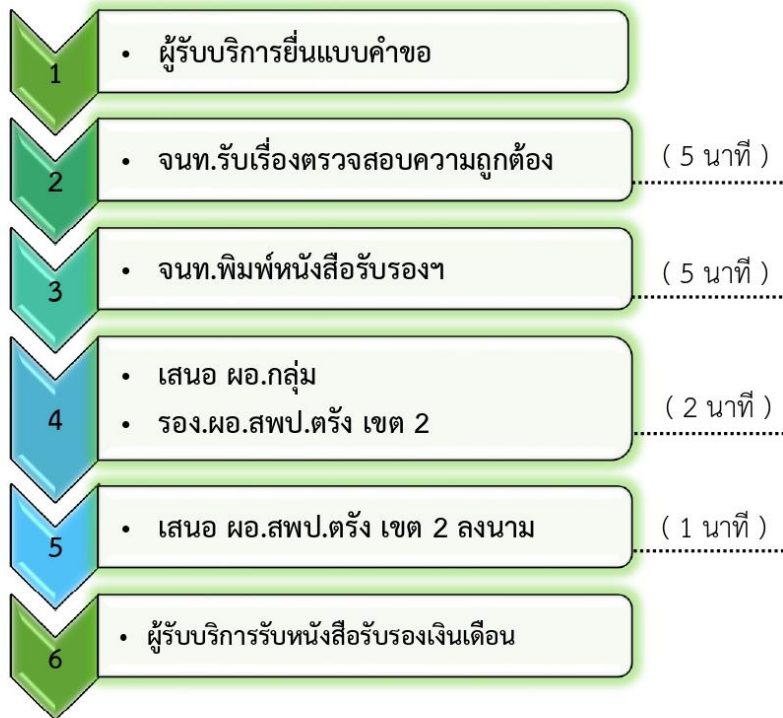 1
• ผู้รับบริการยื่นแบบคำขอ
2
• จนท.รับเรื่องตรวจสอบความถูกต้อง
( 5 นาที )
3
• จนท.พิมพ์หนังสือรับรองฯ
( 5 นาที )
4
• เสนอ ผอ.กลุ่ม
• รอง.ผอ.สพป.ตรัง เขต 2
( 2 นาที )
5
• เสนอ ผอ.สพป.ตรัง เขต 2 ลงนาม
( 1 นาที )
6
• ผู้รับบริการรับหนังสือรับรองเงินเดือน